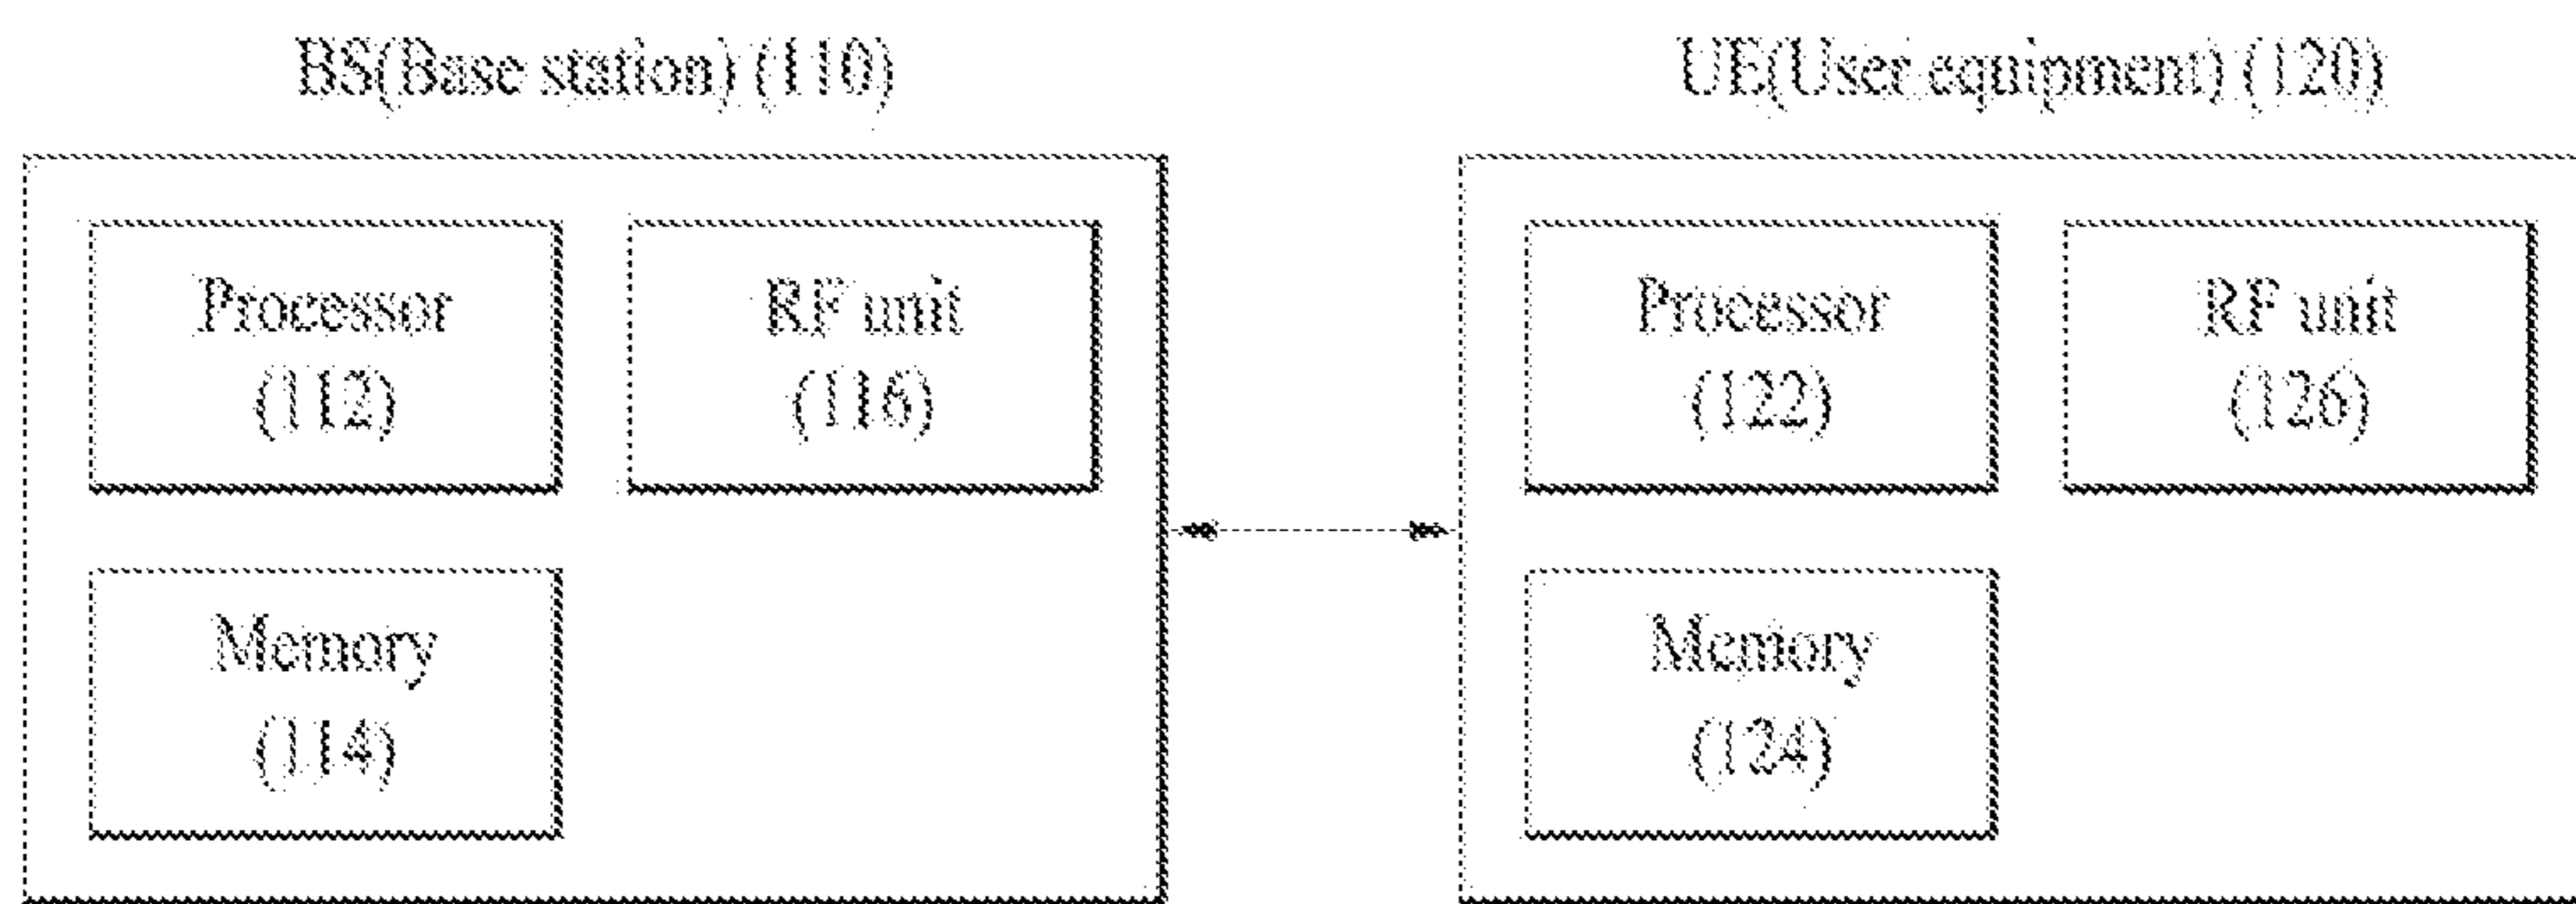 BS(Base station) (110)
Processor
(112)
RF unit
(116)
Memory
(114)
UE(User equipment) (120)
Processor
(122)
RF unit
(126)
Memory
(124)